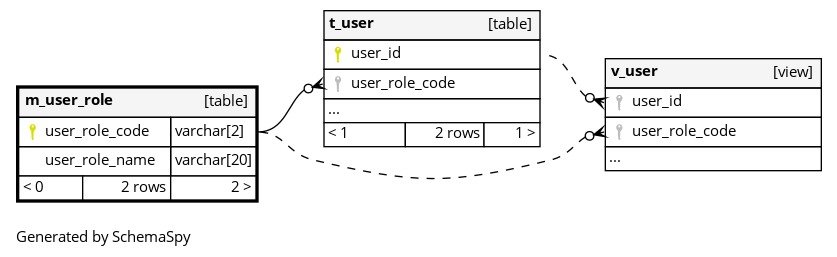 t_user [table]
user_id
user_role_code
...
< 1 2 rows 1 >
v_user [view]
user_id
user_role_code
...
m_user_role [table]
user_role_code varchar[2]
user_role_name varchar[20]
< 0 2 rows 2 >
Generated by SchemaSpy